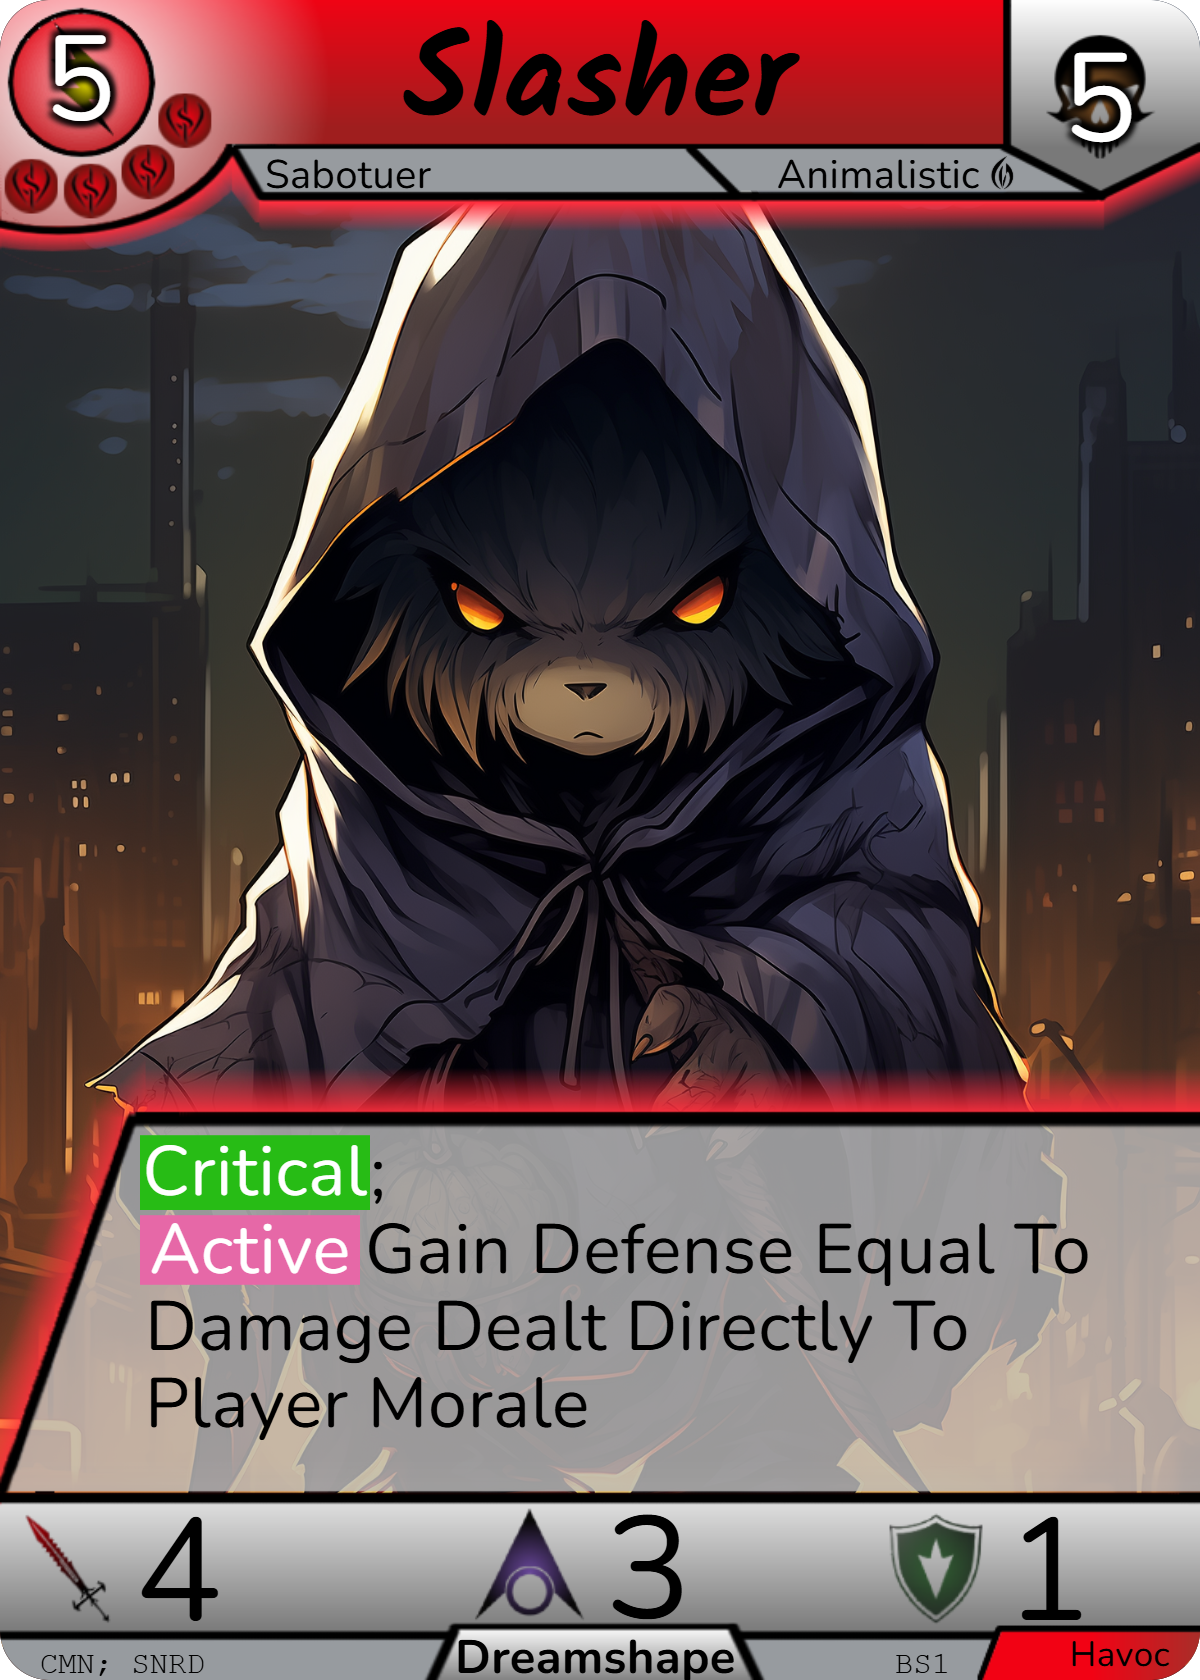 5
Slasher
5
Sabotuer
Animalistic
Critical;
Active Gain Defense Equal To
Damage Dealt Directly To
Player Morale
4
3
1
CMN; SNRD
Dreamshape
BS1
Havoc